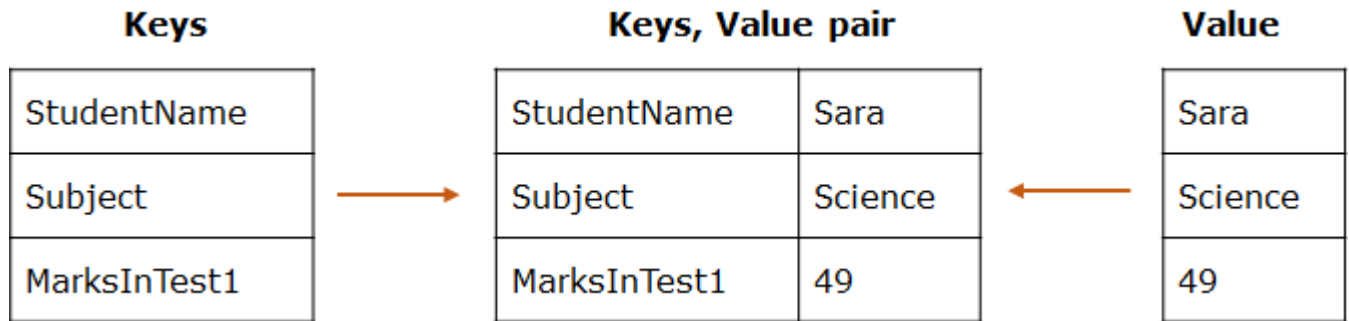 Keys
Keys, Value pair
Value
StudentName
StudentName Sara
Sara
Subject
Subject Science
Science
MarksInTest1
MarksInTest1 49
49